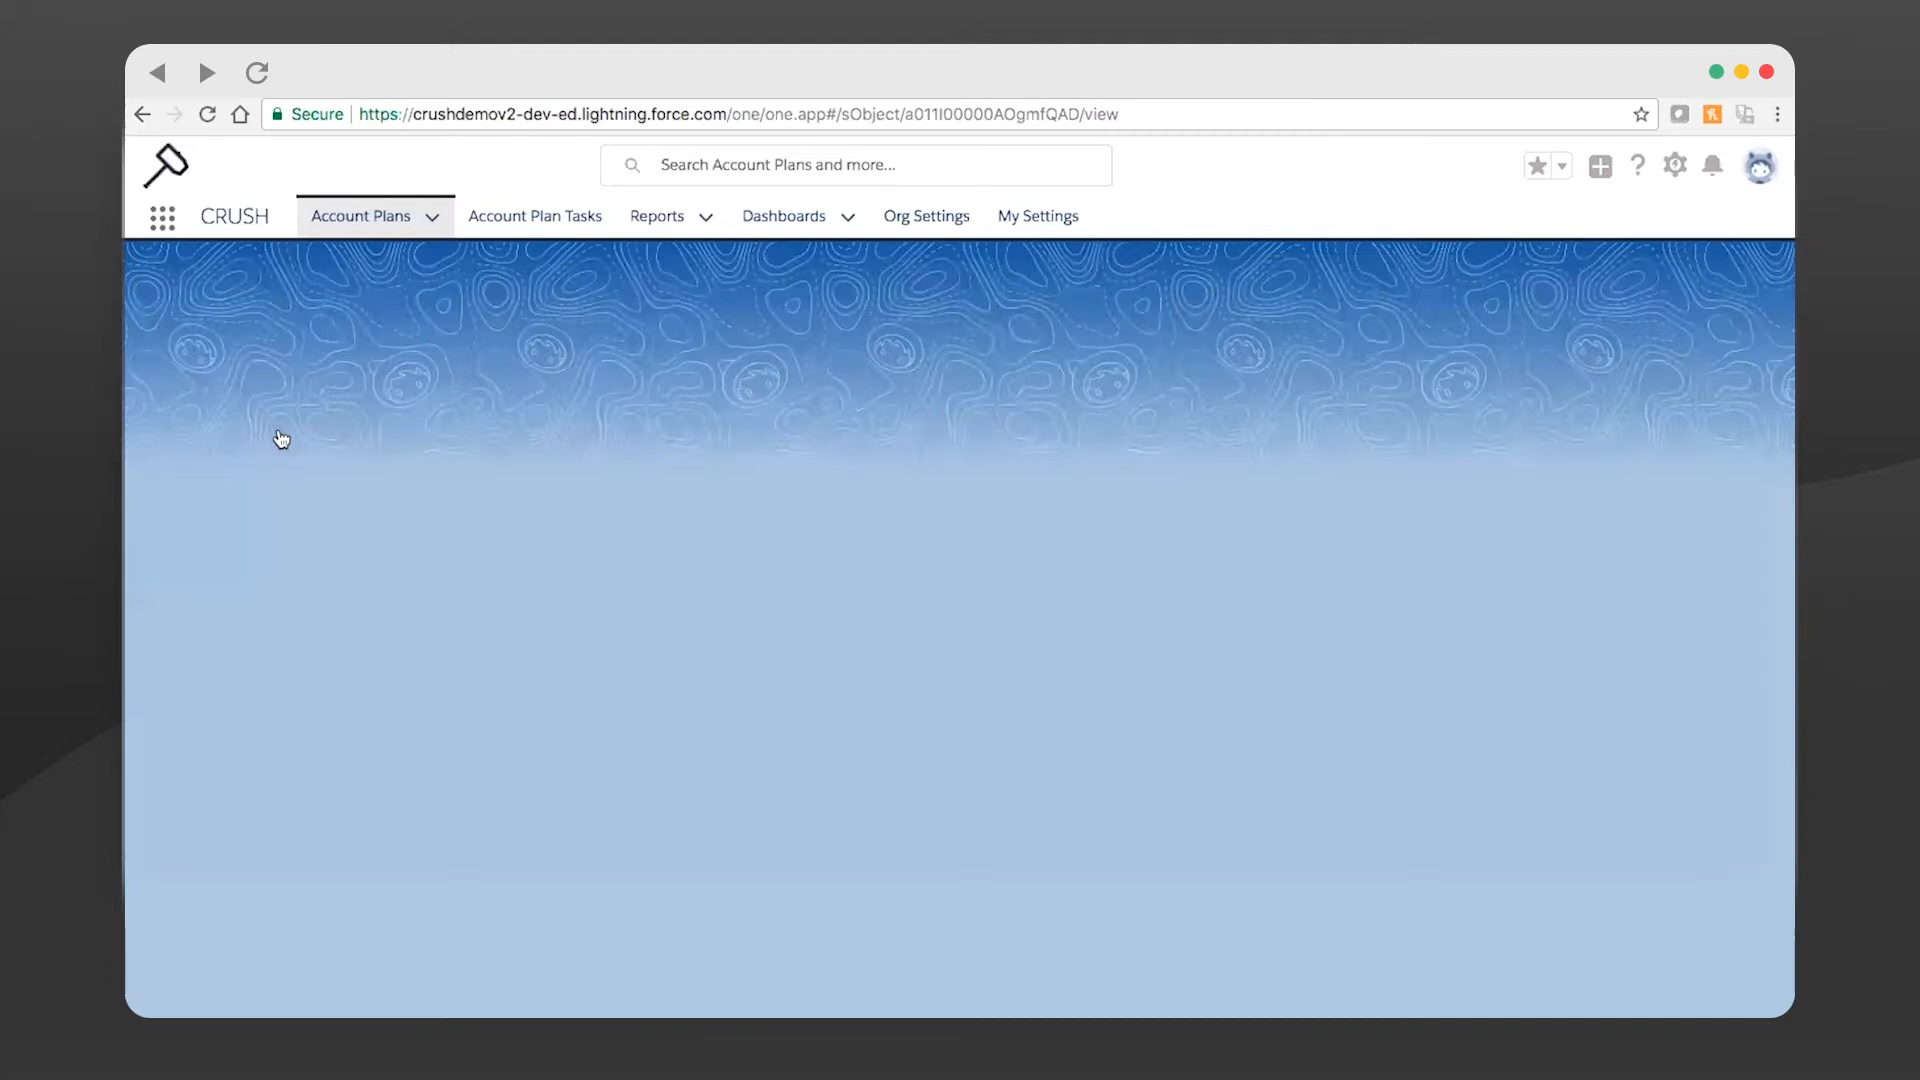 Secure | https://crushdemov2-dev-ed.lightning.force.com/one/one.app#/sObject/a011I00000AOgmfQAD/view
Search Account Plans and more...
CRUSH Account Plans Account Plan Tasks Reports Dashboards Org Settings My Settings